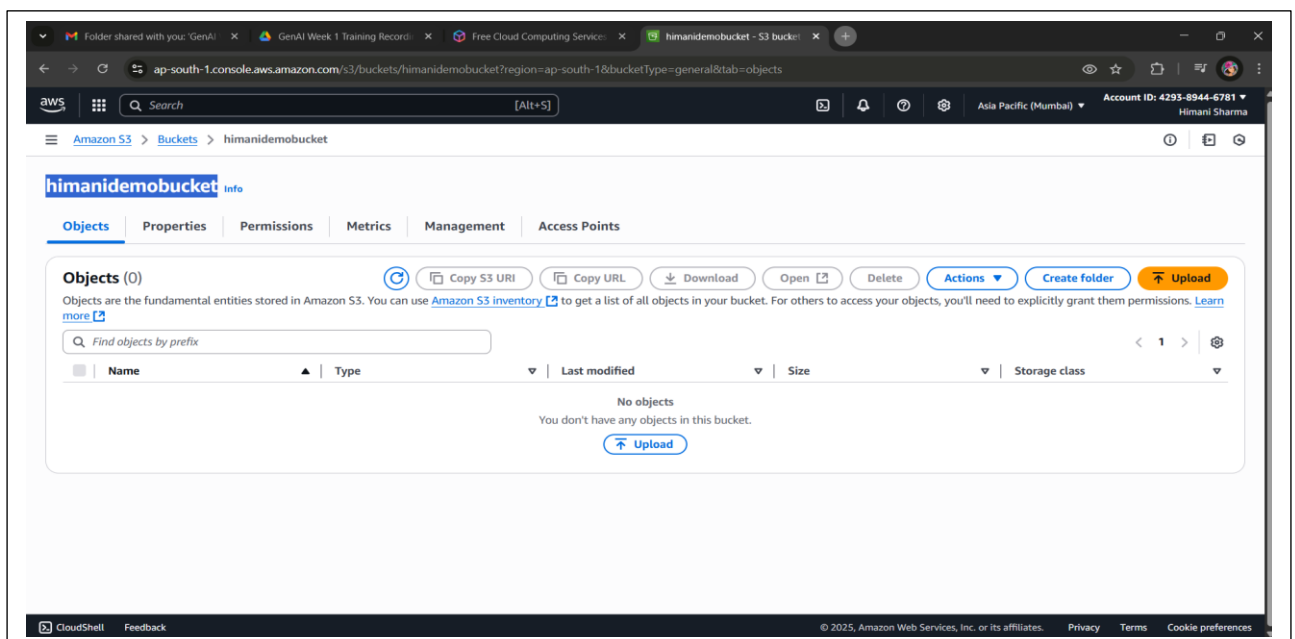 Folder shared with you: 'GenAI
GenAI Week 1 Training Recordi
Free Cloud Computing Services
himanidemobucket - S3 bucket
ap-south-1.console.aws.amazon.com/s3/buckets/himanidemobucket?region=ap-south-1&bucketType=general&tab=objects
aws
Search
[Alt+S]
Asia Pacific (Mumbai)
Account ID: 4293-8944-6781
Himani Sharma
Amazon S3 > Buckets > himanidemobucket
himanidemobucket Info
Objects Properties Permissions Metrics Management Access Points
Objects (0) Copy S3 URI Copy URL Download Open Delete Actions Create folder Upload
Objects are the fundamental entities stored in Amazon S3. You can use Amazon S3 inventory to get a list of all objects in your bucket. For others to access your objects, you'll need to explicitly grant them permissions. Learn
more
Find objects by prefix
< 1 >
Name Type Last modified Size Storage class
No objects
You don't have any objects in this bucket.
Upload
CloudShell Feedback © 2025, Amazon Web Services, Inc. or its affiliates. Privacy Terms Cookie preferences